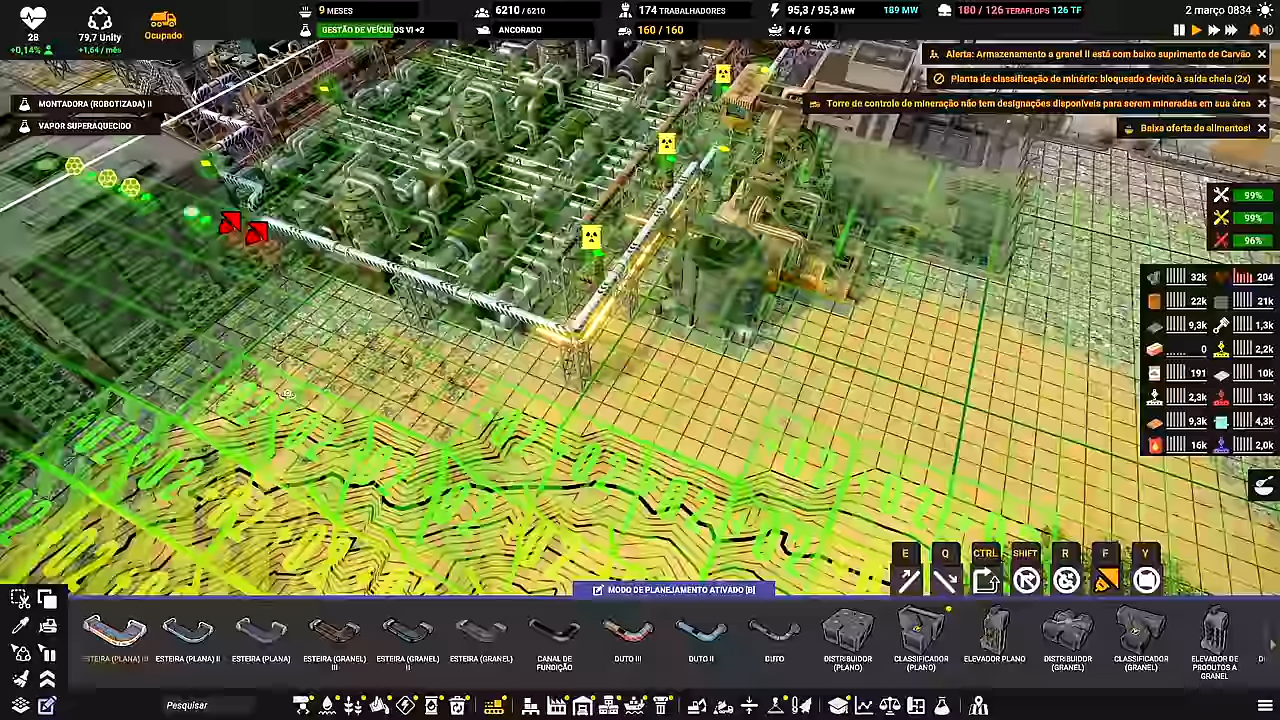 28
+0,14%
79,7 Unity
+1,64 / mês
Ocupado
9 MESES
GESTÃO DE VEÍCULOS VI +2
6210 / 6210
ANCORADO
174 TRABALHADORES
160 / 160
95,3 / 95,3 MW
189 MW
4 / 6
180 / 126 TERAFLOPS 126 TF
2 março 0834
Alerta: Armazenamento a granel II está com baixo suprimento de Carvão
Planta de classificação de minério: bloqueado devido à saída cheia (2x)
Torre de controle de mineração não tem designações disponíveis para serem mineradas em sua área
Baixa oferta de alimentos!
MONTADORA (ROBOTIZADA) II
VAPOR SUPERAQUECIDO
99%
99%
96%
32k 204
22k 21k
9,3k 1,3k
0 2,2k
191 10k
2,3k 13k
9,3k 4,3k
16k 2,0k
E Q CTRL SHIFT R F Y
MODO DE PLANEJAMENTO ATIVADO [B]
ESTEIRA (PLANA) III
ESTEIRA (PLANA) II
ESTEIRA (PLANA)
ESTEIRA (GRANEL) III
ESTEIRA (GRANEL) II
ESTEIRA (GRANEL)
CANAL DE FUNDIÇÃO
DUTO III
DUTO II
DUTO
DISTRIBUIDOR (PLANO)
CLASSIFICADOR (PLANO)
ELEVADOR PLANO
DISTRIBUIDOR (GRANEL)
CLASSIFICADOR (GRANEL)
ELEVADOR DE PRODUTOS A GRANEL
Pesquisar